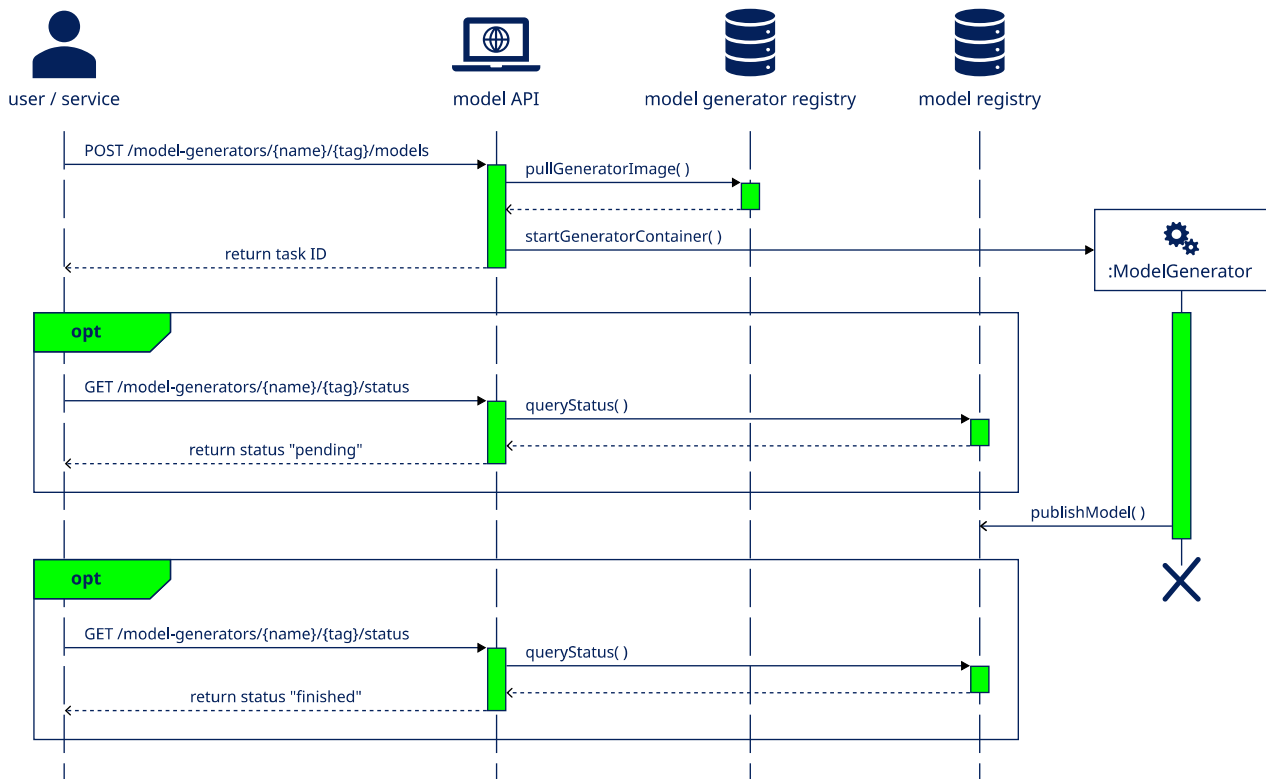 user / service
model API
model generator registry
model registry
POST /model-generators/{name}/{tag}/models
pullGeneratorImage( )
startGeneratorContainer( )
return task ID
:ModelGenerator
opt
GET /model-generators/{name}/{tag}/status
queryStatus( )
return status "pending"
publishModel( )
opt
GET /model-generators/{name}/{tag}/status
queryStatus( )
return status "finished"